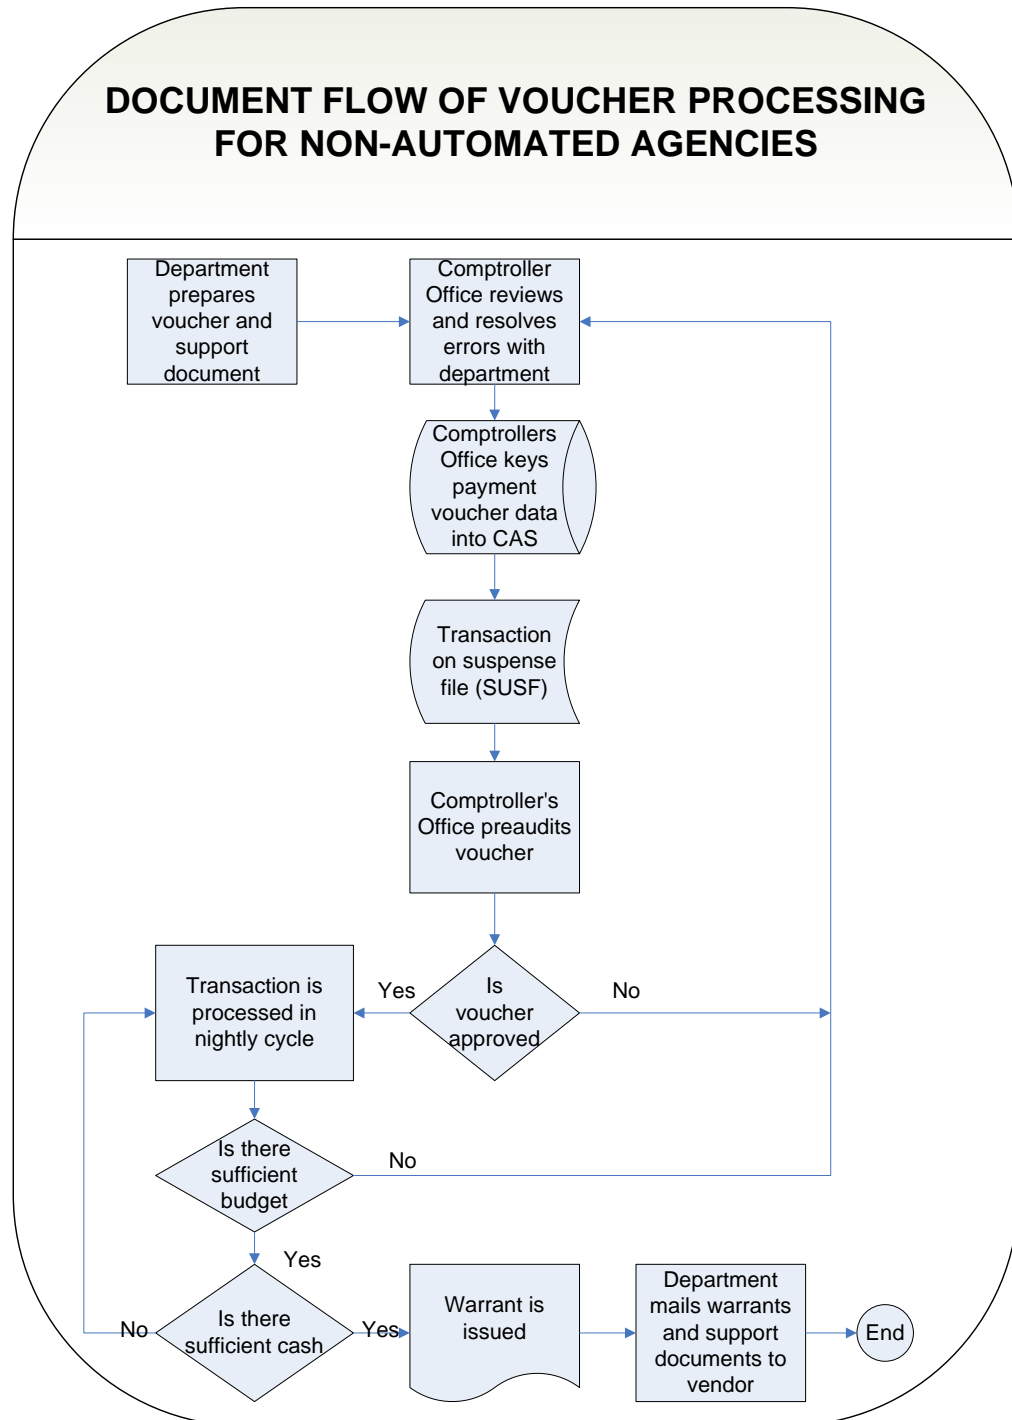 DOCUMENT FLOW OF VOUCHER PROCESSING
FOR NON-AUTOMATED AGENCIES
Department
prepares
voucher and
support
document
Comptroller
Office reviews
and resolves
errors with
department
Comptrollers
Office keys
payment
voucher data
into CAS
Transaction
on suspense
file (SUSF)
Comptroller's
Office preaudits
voucher
Is
voucher
approved
Yes
No
Transaction is
processed in
nightly cycle
Is there
sufficient
budget
No
Yes
Is there
sufficient cash
No
Yes
Warrant is
issued
Department
mails warrants
and support
documents to
vendor
End